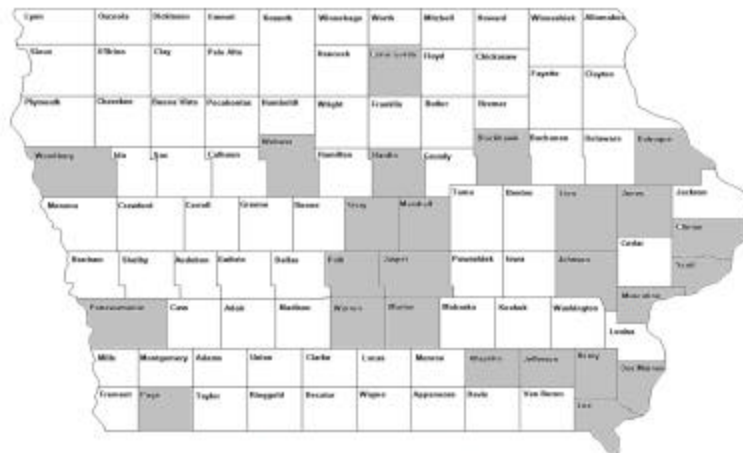 Lyon Osceola Dickinson Emmet Kossuth Winnebago Worth Mitchell Howard Winneshiek Allamakee
Sioux O'Brien Clay Palo Alto Hancock Cerro Gordo Floyd Chickasaw
Fayette Clayton
Plymouth Cherokee Buena Vista Pocahontas Humboldt Wright Franklin Butler Bremer
Woodbury Ida Sac Calhoun Webster Hamilton Hardin Grundy Black Hawk Buchanan Delaware Dubuque
Monona Crawford Carroll Greene Boone Story Marshall Tama Benton Linn Jones Jackson
Clinton
Cedar
Harrison Shelby Audubon Guthrie Dallas Polk Jasper Poweshiek Iowa Johnson Scott
Muscatine
Pottawattamie Cass Adair Madison Warren Marion Mahaska Keokuk Washington
Louisa
Mills Montgomery Adams Union Clarke Lucas Monroe Wapello Jefferson Henry
Des Moines
Fremont Page Taylor Ringgold Decatur Wayne Appanoose Davis Van Buren
Lee